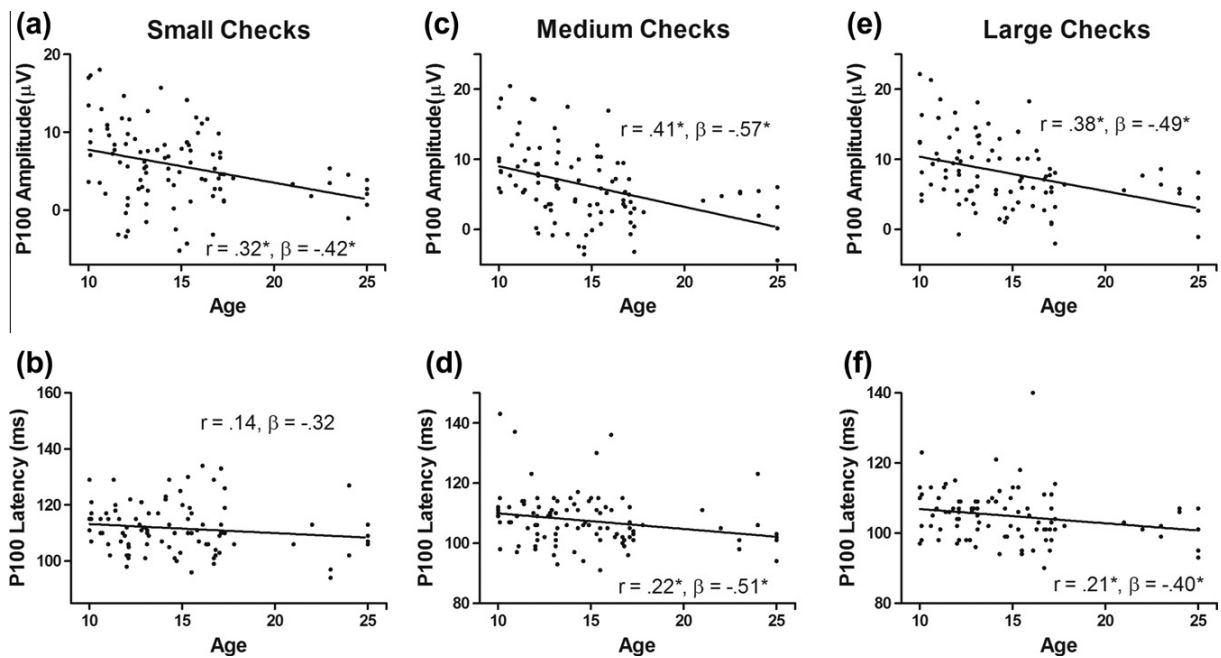 (a) Small Checks
P100 Amplitude(μV)
20
10
0
r = .32*, β = -.42*
10 15 20 25
Age
(c) Medium Checks
P100 Amplitude(μV)
20
10
0
r = .41*, β = -.57*
10 15 20 25
Age
(e) Large Checks
P100 Amplitude(μV)
20
10
0
r = .38*, β = -.49*
10 15 20 25
Age
(b)
P100 Latency (ms)
160
140
120
100
r = .14, β = -.32
10 15 20 25
Age
(d)
P100 Latency (ms)
140
120
100
80
r = .22*, β = -.51*
10 15 20 25
Age
(f)
P100 Latency (ms)
140
120
100
80
r = .21*, β = -.40*
10 15 20 25
Age